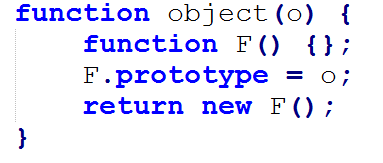 function object(o) {
    function F() {};
    F.prototype = o;
    return new F();
}